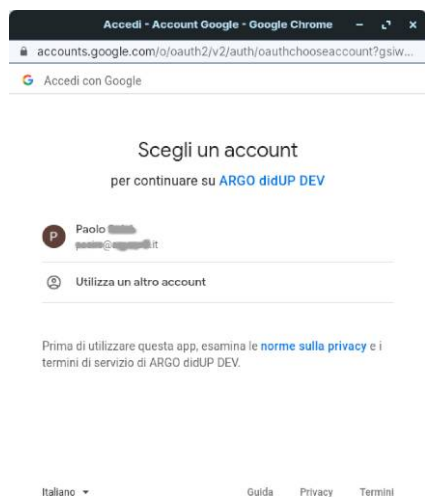 Accedi - Account Google - Google Chrome
accounts.google.com/o/oauth2/v2/auth/oauthchooseaccount?gsiw...
G Accedi con Google
Scegli un account
per continuare su ARGO didUP DEV
P
Paolo
@ .it
Utilizza un altro account
Prima di utilizzare questa app, esamina le norme sulla privacy e i
termini di servizio di ARGO didUP DEV.
Italiano Guida Privacy Termini